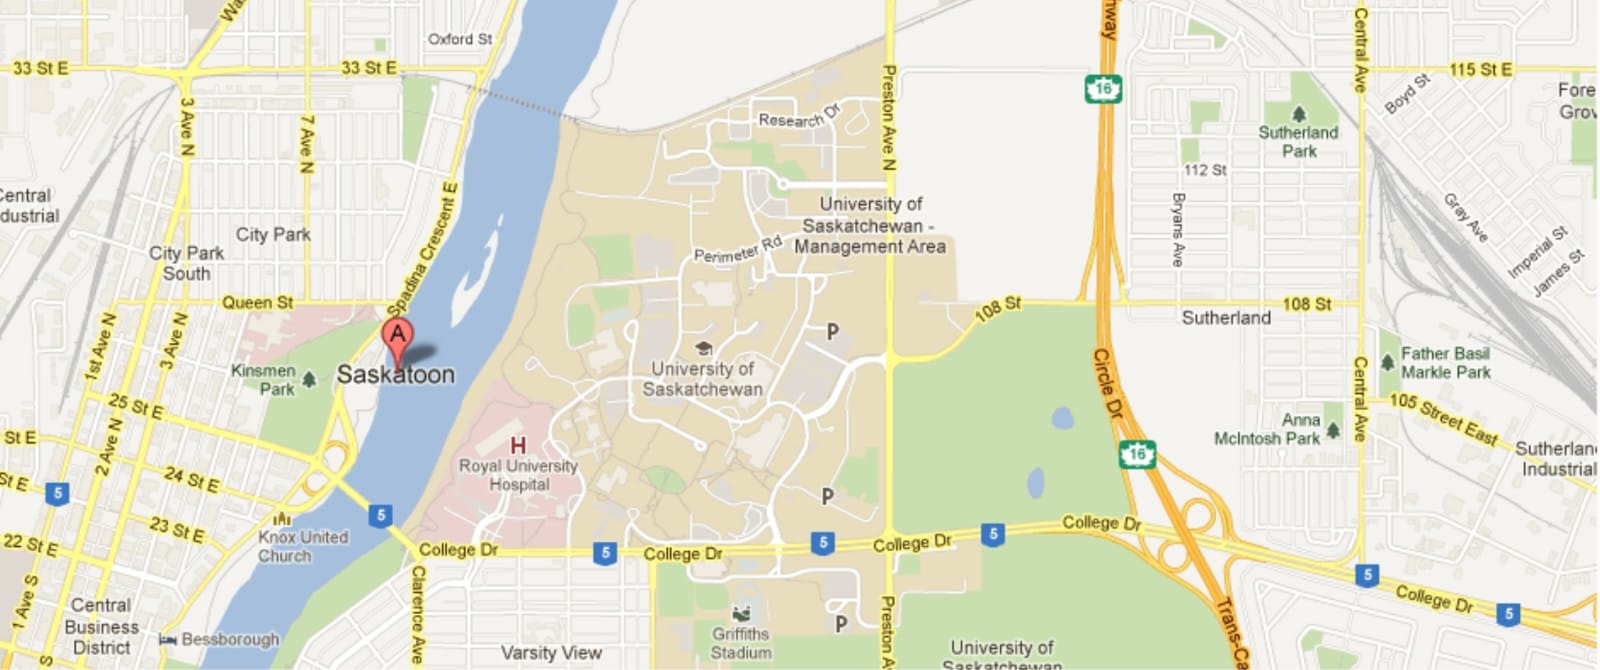 Oxford St
33 St E
33 St E
115 St E
3 Ave N
7 Ave N
Preston Ave N
Central Ave
Boyd St
16
Research Dr
Sutherland
Park
112 St
Central
City Park
City Park
South
Spadina Crescent E
University of
Saskatchewan -
Management Area
Perimeter Rd
Bryans Ave
Gray Ave
Imperial St
James St
Queen St
108 St
108 St
Sutherland
A
P
1st Ave N
3 Ave N
Kinsmen
Park
Saskatoon
University of
Saskatchewan
Circle Dr
Central Ave
Father Basil
Markle Park
25 St E
105 Street East
Anna
McIntosh Park
St E
2 Ave N
H
Royal University
Hospital
16
Sutherland
Industrial
24 St E
St E
5
P
5
23 St E
Knox United
Church
22 St E
College Dr
5
College Dr
5
College Dr
5
College Dr
5
College Dr
5
1 Ave S
Central
Business
District
Bessborough
Clarence Ave
Varsity View
Griffiths
Stadium
P
Preston A
University of
Saskatchewan
Trans-Ca